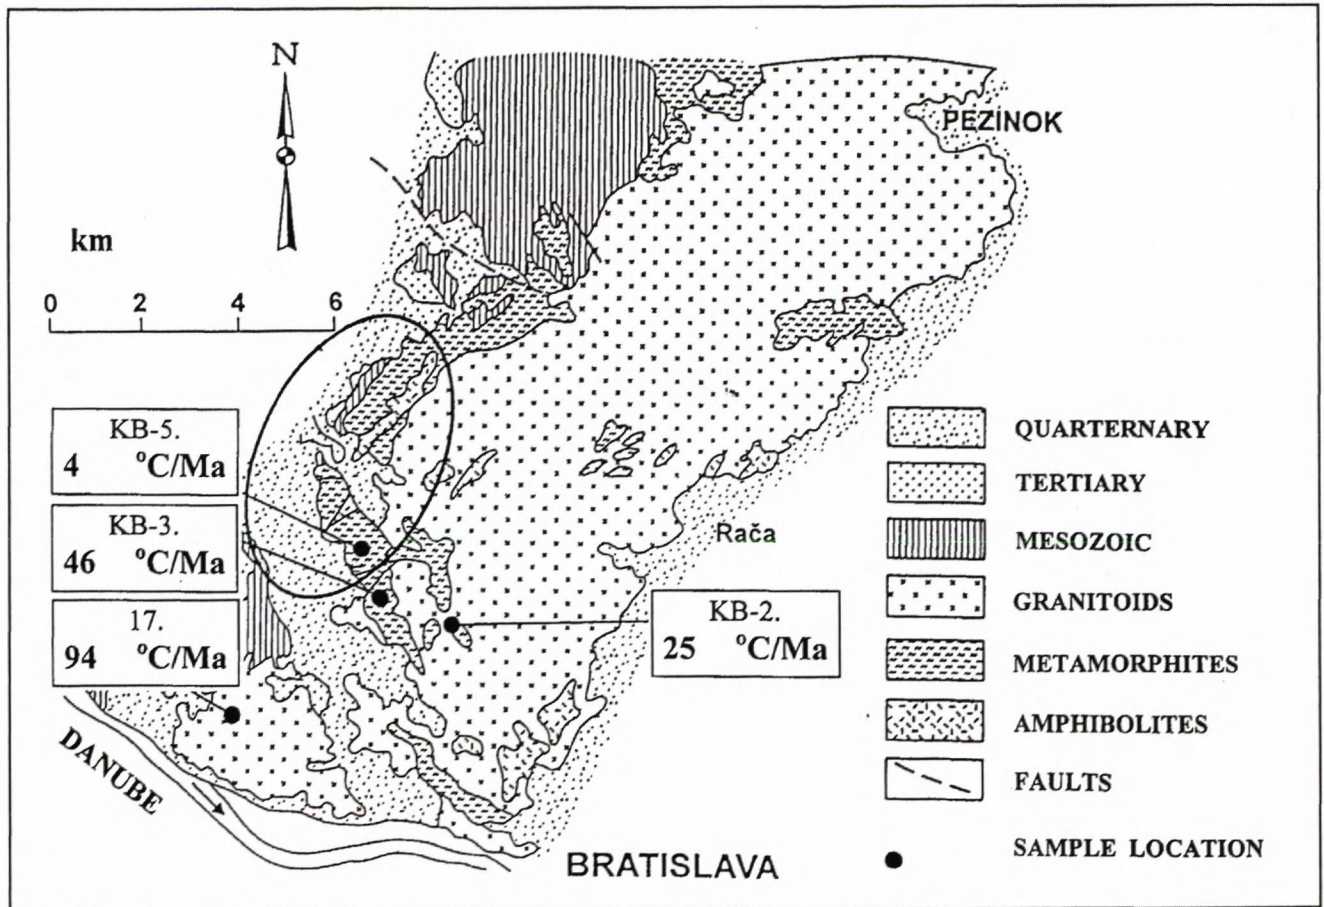 N
PEZINOK
km
0 2 4 6
KB-5.
4 °C/Ma
KB-3.
46 °C/Ma
17.
94 °C/Ma
KB-2.
25 °C/Ma
Rača
DANUBE
BRATISLAVA
QUARTERNARY
TERTIARY
MESOZOIC
GRANITOIDS
METAMORPHITES
AMPHIBOLITES
FAULTS
SAMPLE LOCATION